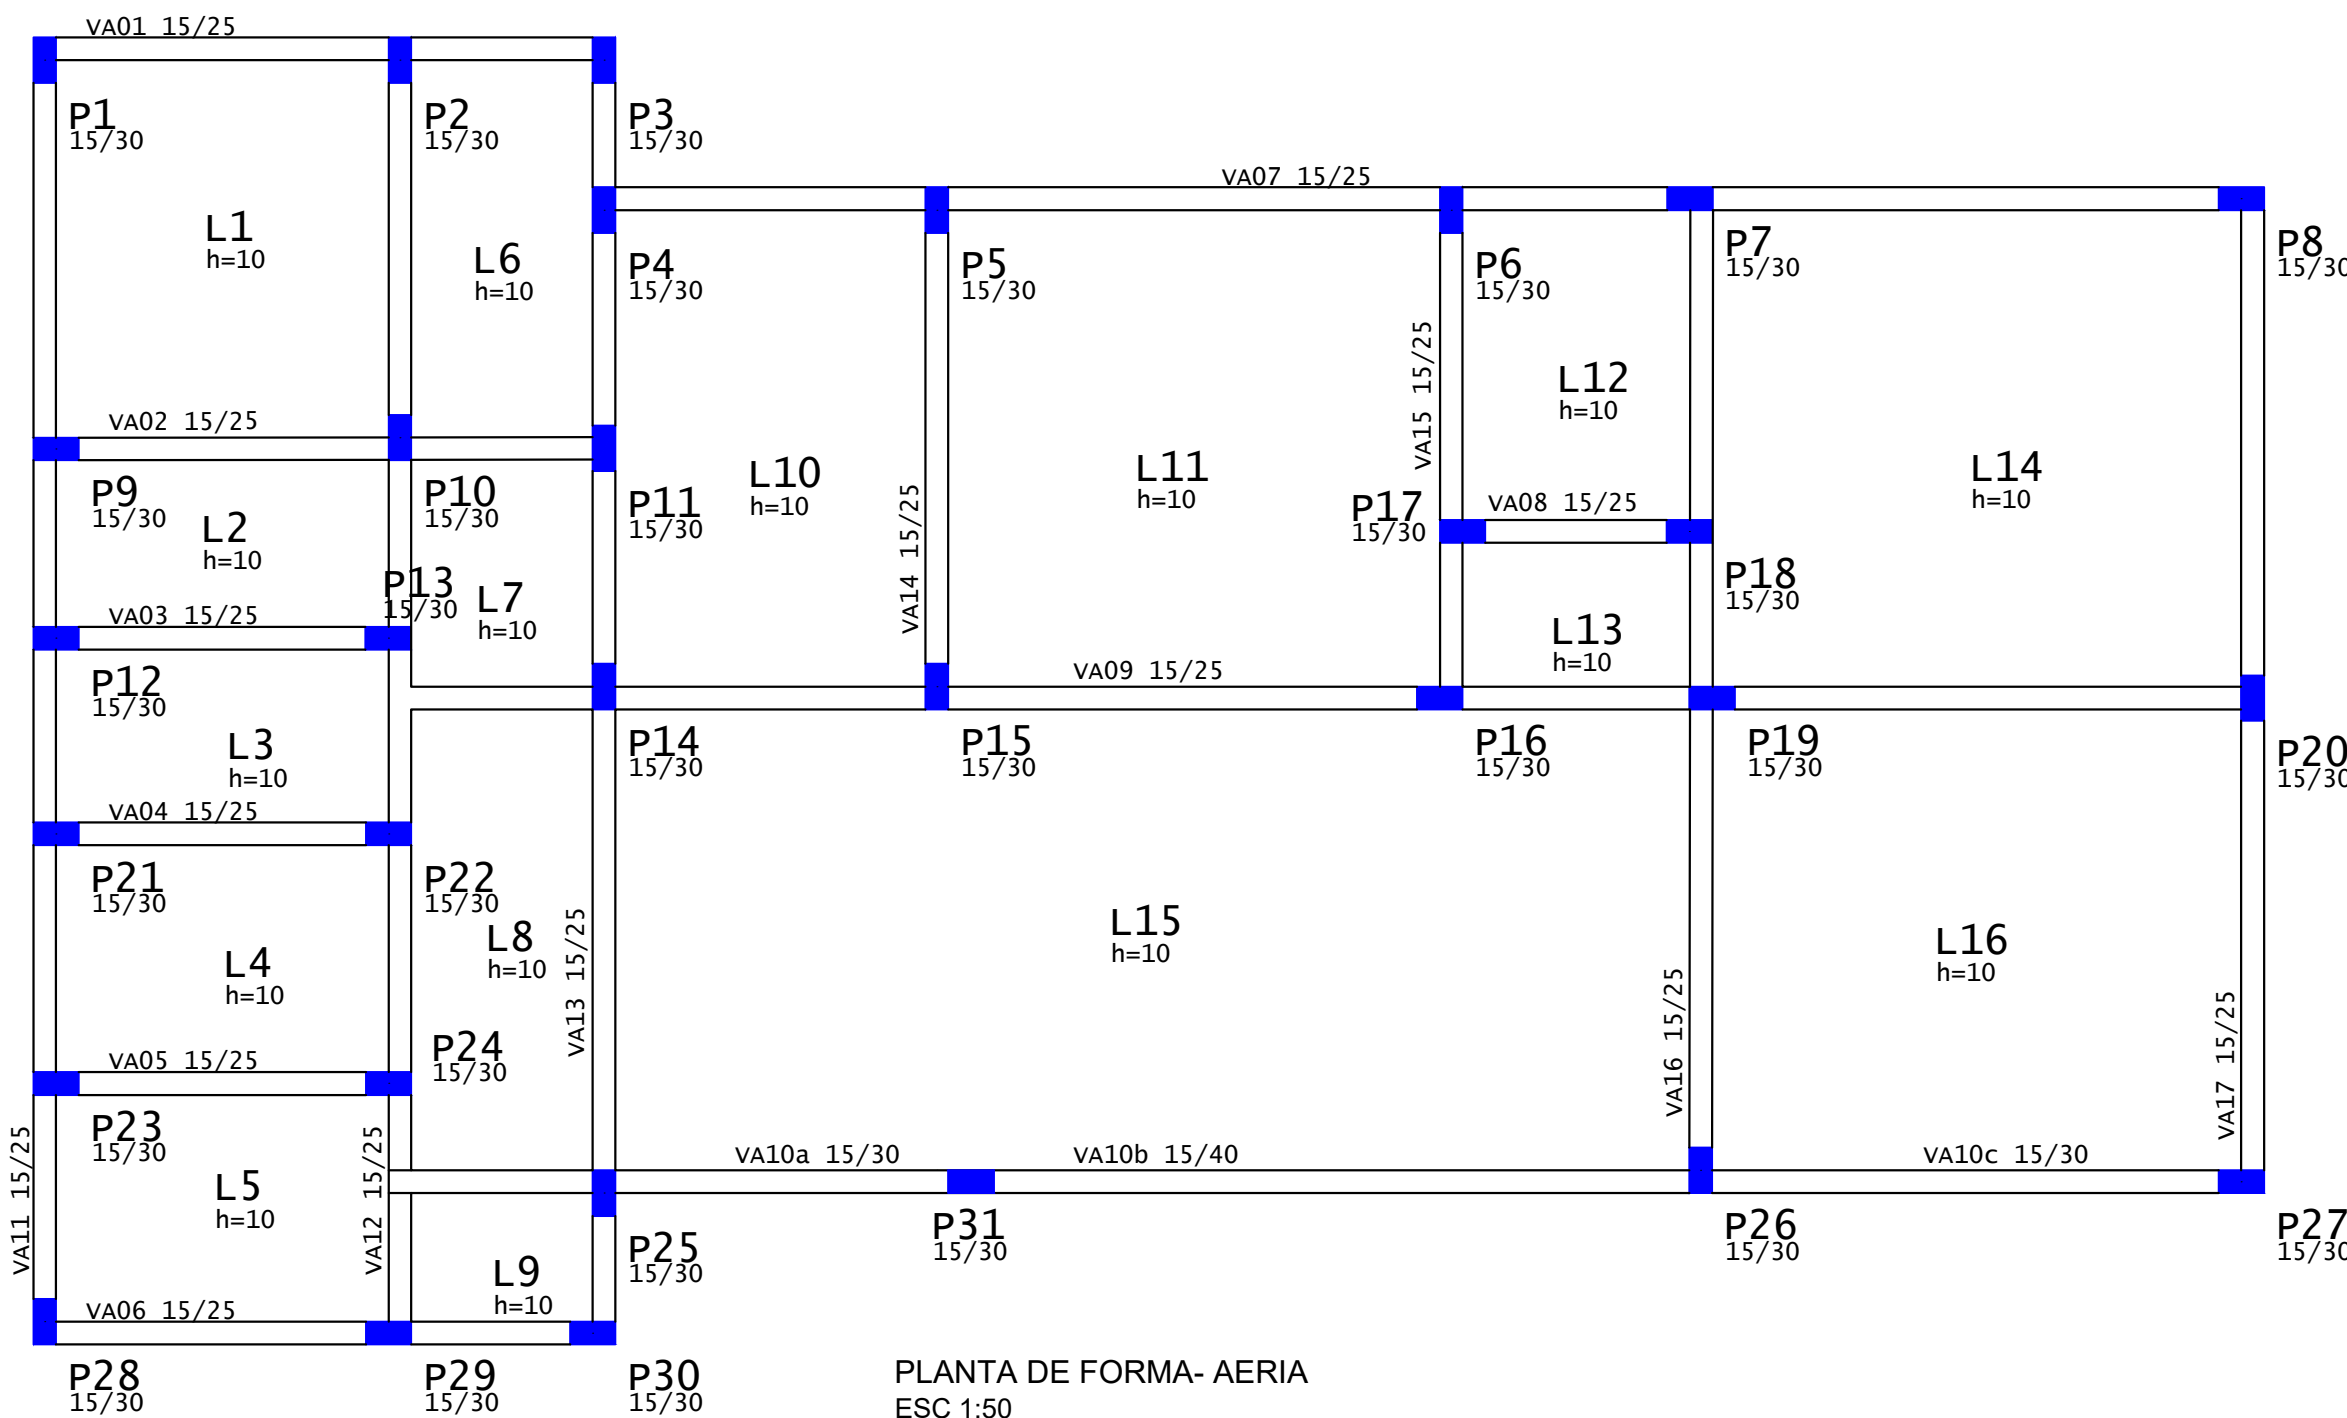 VA01 15/25
P1
15/30
P2
15/30
P3
15/30
VA07 15/25
L1
h=10
L6
h=10
P4
15/30
P5
15/30
P6
15/30
P7
15/30
P8
15/30
VA15 15/25
L12
h=10
VA02 15/25
L10
h=10
L11
h=10
L14
h=10
P9
15/30
P10
15/30
P11
15/30
P17
15/30
VA08 15/25
L2
h=10
VA14 15/25
P13
15/30
L7
h=10
P18
15/30
VA03 15/25
L13
h=10
P12
15/30
VA09 15/25
L3
h=10
P14
15/30
P15
15/30
P16
15/30
P19
15/30
P20
15/30
VA04 15/25
P21
15/30
P22
15/30
L8
h=10
VA13 15/25
L15
h=10
L16
h=10
L4
h=10
VA16 15/25
VA17 15/25
VA05 15/25
P24
15/30
P23
15/30
VA11 15/25
VA12 15/25
VA10a 15/30
VA10b 15/40
VA10c 15/30
L5
h=10
P25
15/30
P31
15/30
P26
15/30
P27
15/30
L9
h=10
VA06 15/25
P28
15/30
P29
15/30
P30
15/30
PLANTA DE FORMA- AERIA
ESC 1:50